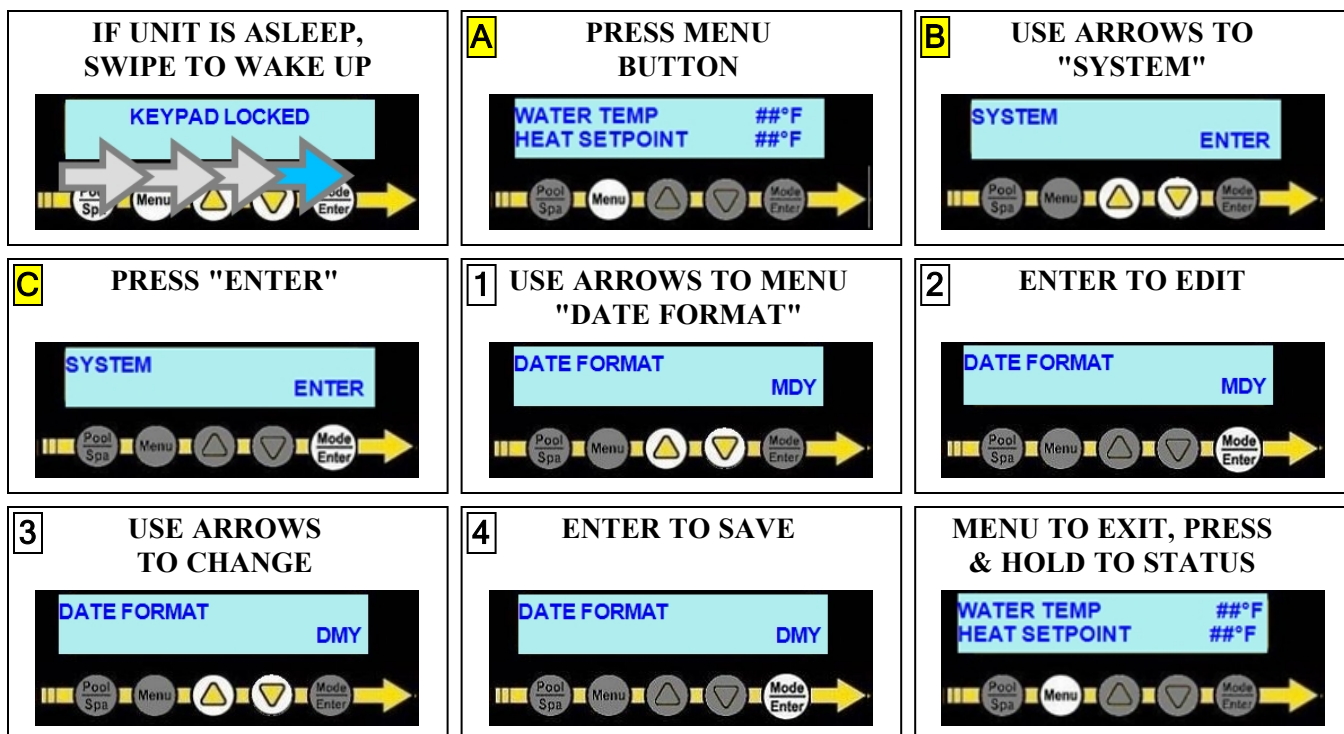 IF UNIT IS ASLEEP,
SWIPE TO WAKE UP
KEYPAD LOCKED
Pool
Spa
Menu
Mode
Enter
A
PRESS MENU
BUTTON
WATER TEMP ##°F
HEAT SETPOINT ##°F
Pool
Spa
Menu
Mode
Enter
B
USE ARROWS TO
"SYSTEM"
SYSTEM
ENTER
Pool
Spa
Menu
Mode
Enter
C
PRESS "ENTER"
SYSTEM
ENTER
Pool
Spa
Menu
Mode
Enter
1
USE ARROWS TO MENU
"DATE FORMAT"
DATE FORMAT
MDY
Pool
Spa
Menu
Mode
Enter
2
ENTER TO EDIT
DATE FORMAT
MDY
Pool
Spa
Menu
Mode
Enter
3
USE ARROWS
TO CHANGE
DATE FORMAT
DMY
Pool
Spa
Menu
Mode
Enter
4
ENTER TO SAVE
DATE FORMAT
DMY
Pool
Spa
Menu
Mode
Enter
MENU TO EXIT, PRESS
& HOLD TO STATUS
WATER TEMP ##°F
HEAT SETPOINT ##°F
Pool
Spa
Menu
Mode
Enter